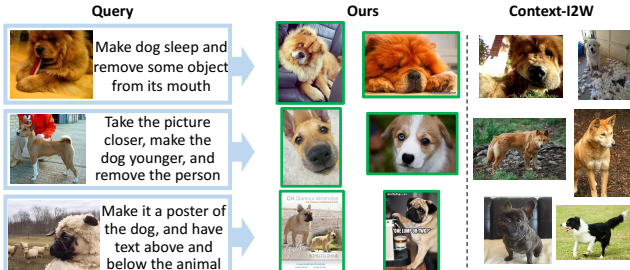 Query
Ours
Context-I2W
Make dog sleep and
remove some object
from its mouth
Take the picture
closer, make the
dog younger, and
remove the person
Make it a poster of
the dog, and have
text above and
below the animal